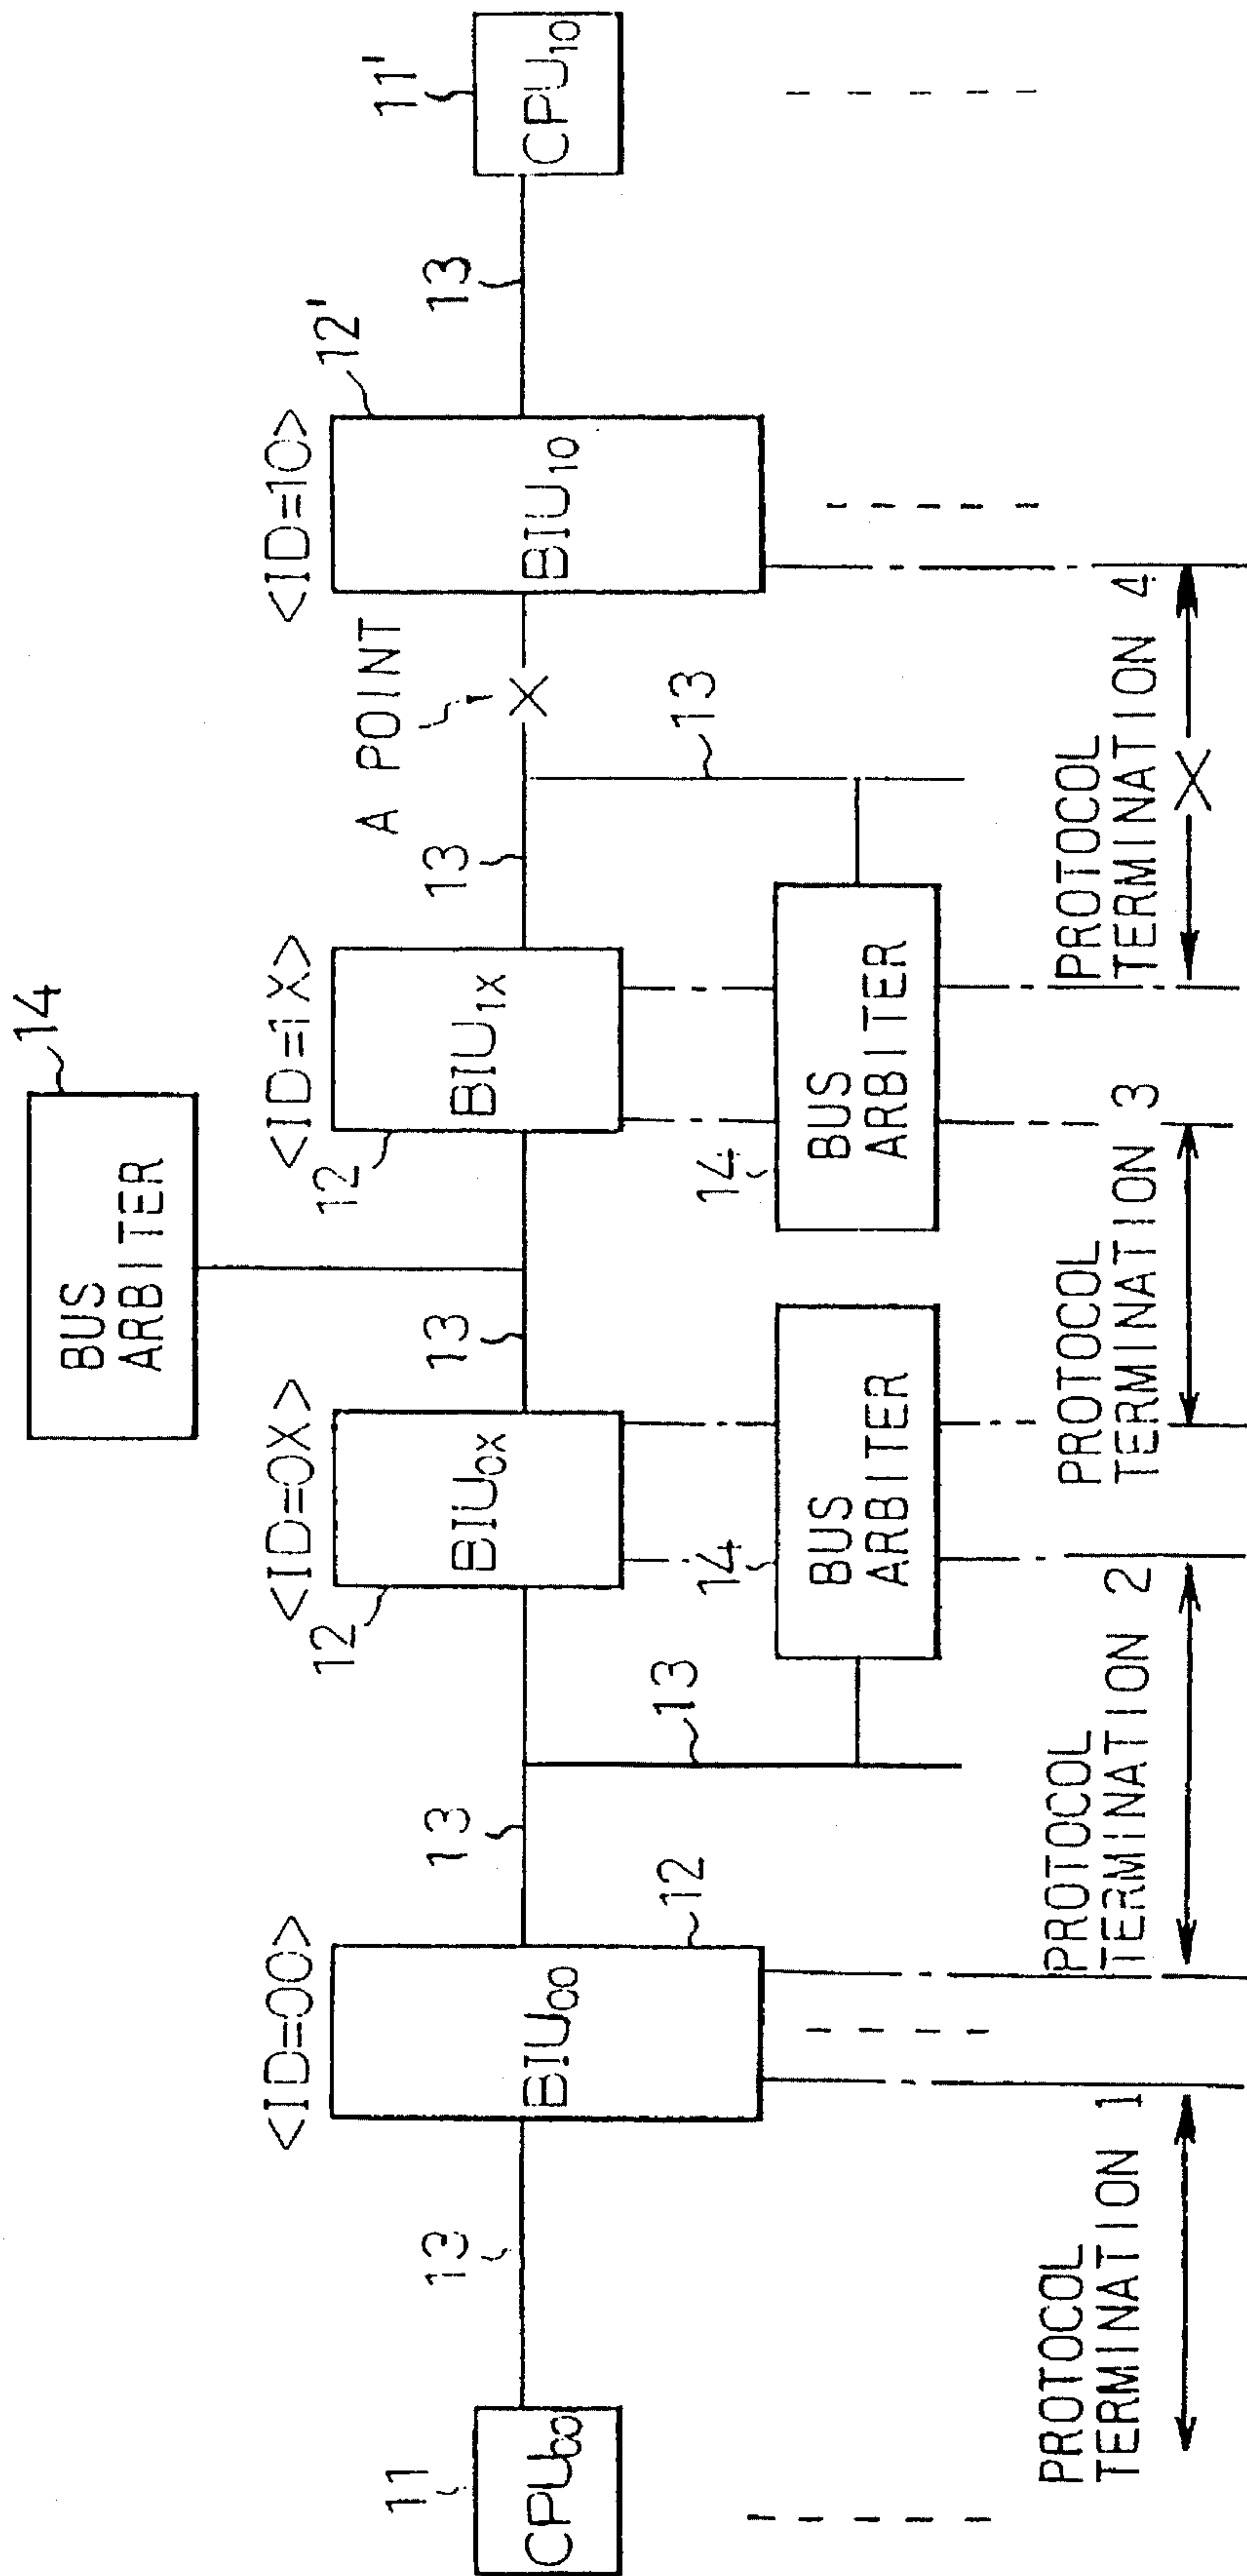 14
BUS
ARBITER
<ID=00>
<ID=0X>
<ID=1X>
<ID=10>
12
12
12'
A POINT
11
13
13
13
13
13
11'
CPU00
BIU00
BIU0X
BIU1X
BIU10
CPU10
12
13
13
14
BUS
ARBITER
14
BUS
ARBITER
PROTOCOL
TERMINATION 1
PROTOCOL
TERMINATION 2
PROTOCOL
TERMINATION 3
PROTOCOL
TERMINATION 4